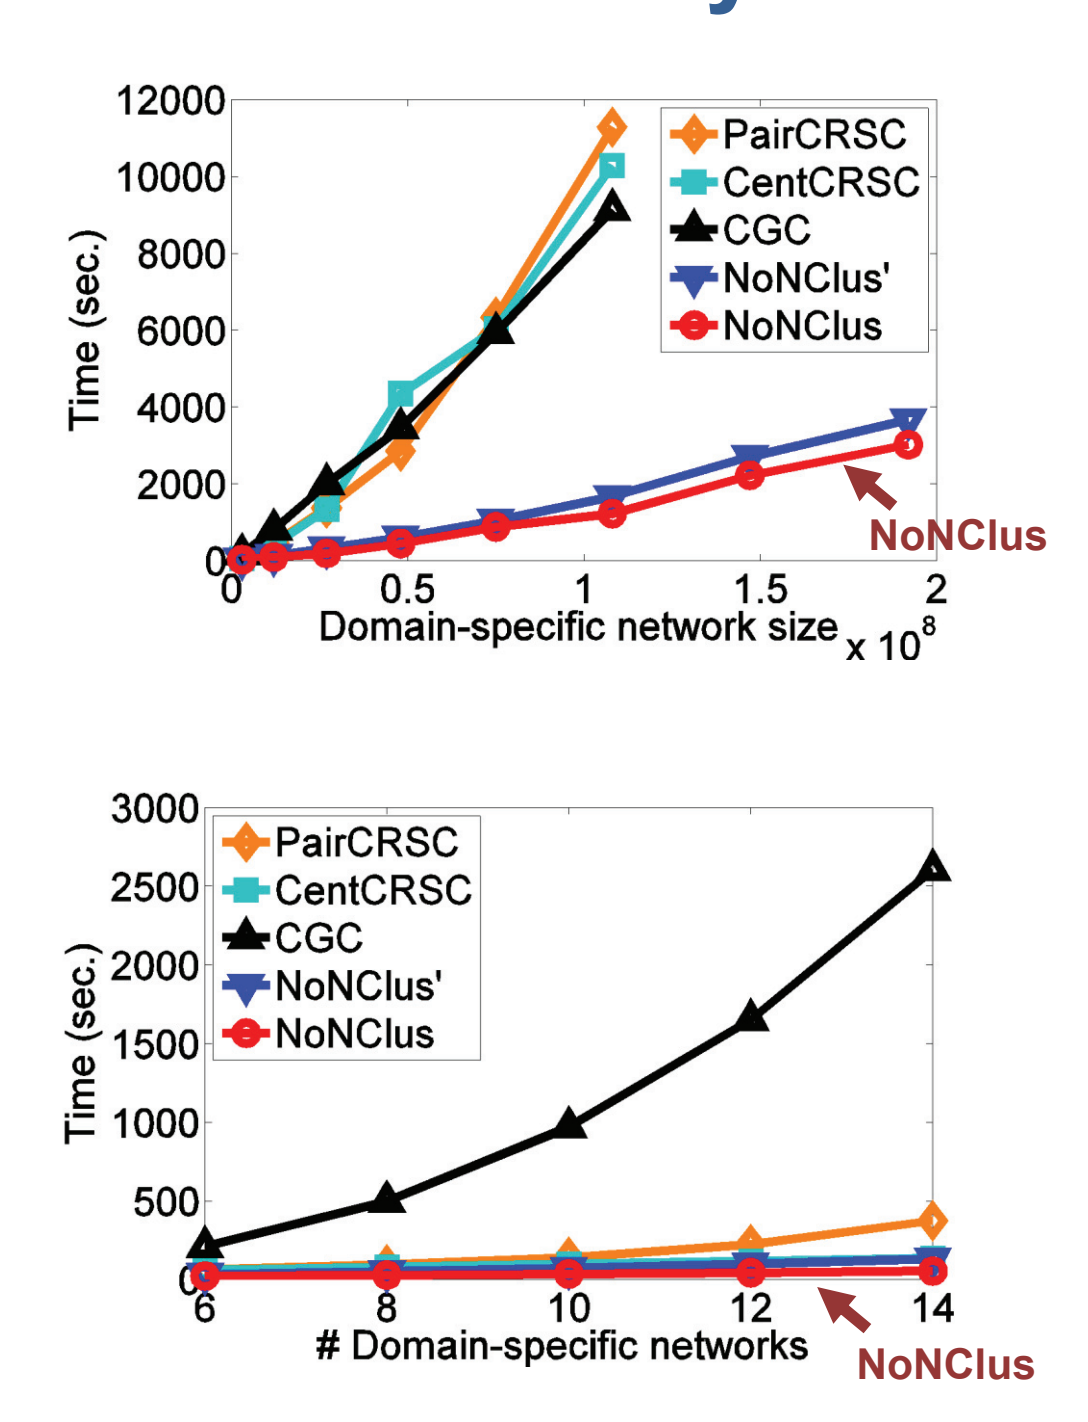 12000
10000
8000
6000
4000
2000
0
Time (sec.)
PairCRSC
CentCRSC
CGC
NoNClus'
NoNClus
NoNClus
0 0.5 1 1.5 2
Domain-specific network size x 10^8
3000
2500
2000
1500
1000
500
0
Time (sec.)
PairCRSC
CentCRSC
CGC
NoNClus'
NoNClus
6 8 10 12 14
# Domain-specific networks
NoNClus